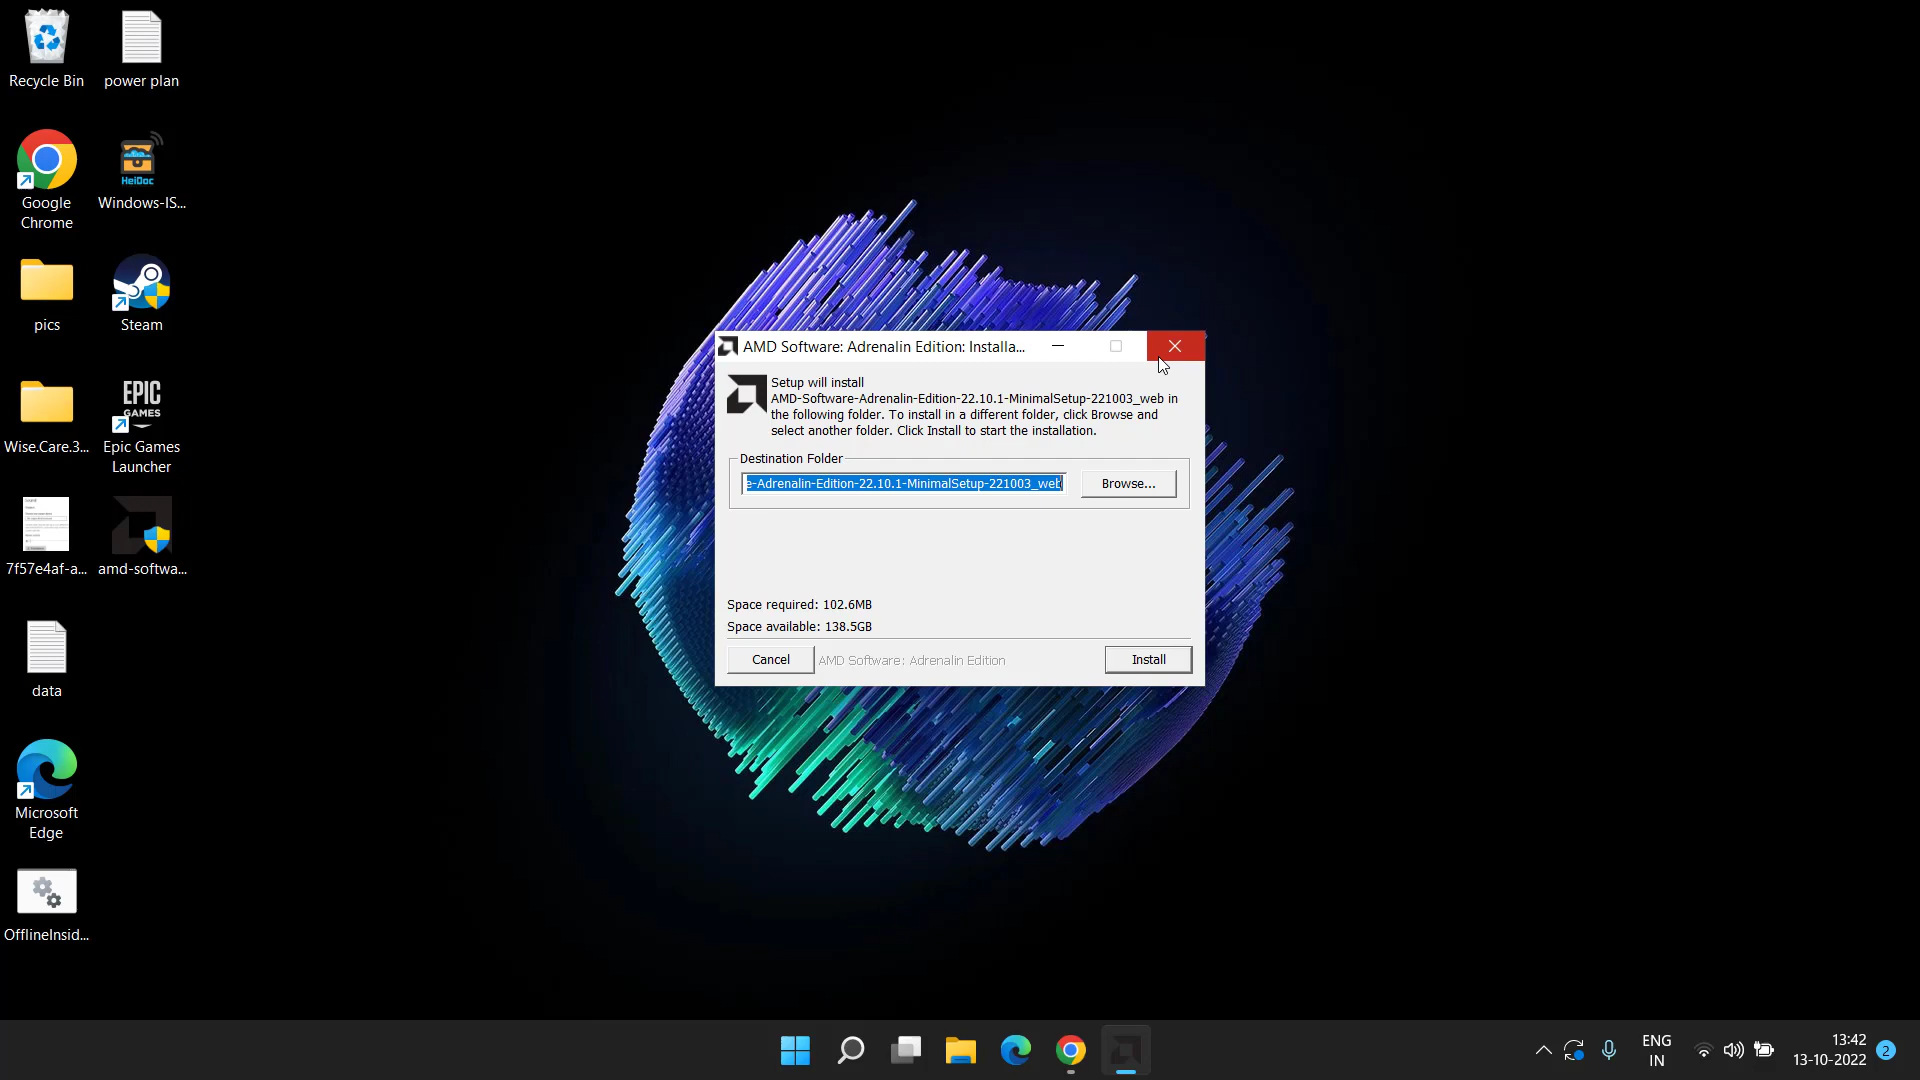 Recycle Bin
power plan
Google
Chrome
HeiDoc
Windows-IS...
pics
Steam
Wise.Care.3...
EPIC
GAMES
Epic Games
Launcher
7f57e4af-a...
amd-softwa...
data
Microsoft
Edge
OfflineInsid...
AMD Software: Adrenalin Edition: Installa...
Setup will install
AMD-Software-Adrenalin-Edition-22.10.1-MinimalSetup-221003_web in
the following folder. To install in a different folder, click Browse and
select another folder. Click Install to start the installation.
Destination Folder
e-Adrenalin-Edition-22.10.1-MinimalSetup-221003_web
Browse...
Space required: 102.6MB
Space available: 138.5GB
Cancel
AMD Software: Adrenalin Edition
Install
ENG
IN
13:42
13-10-2022
2